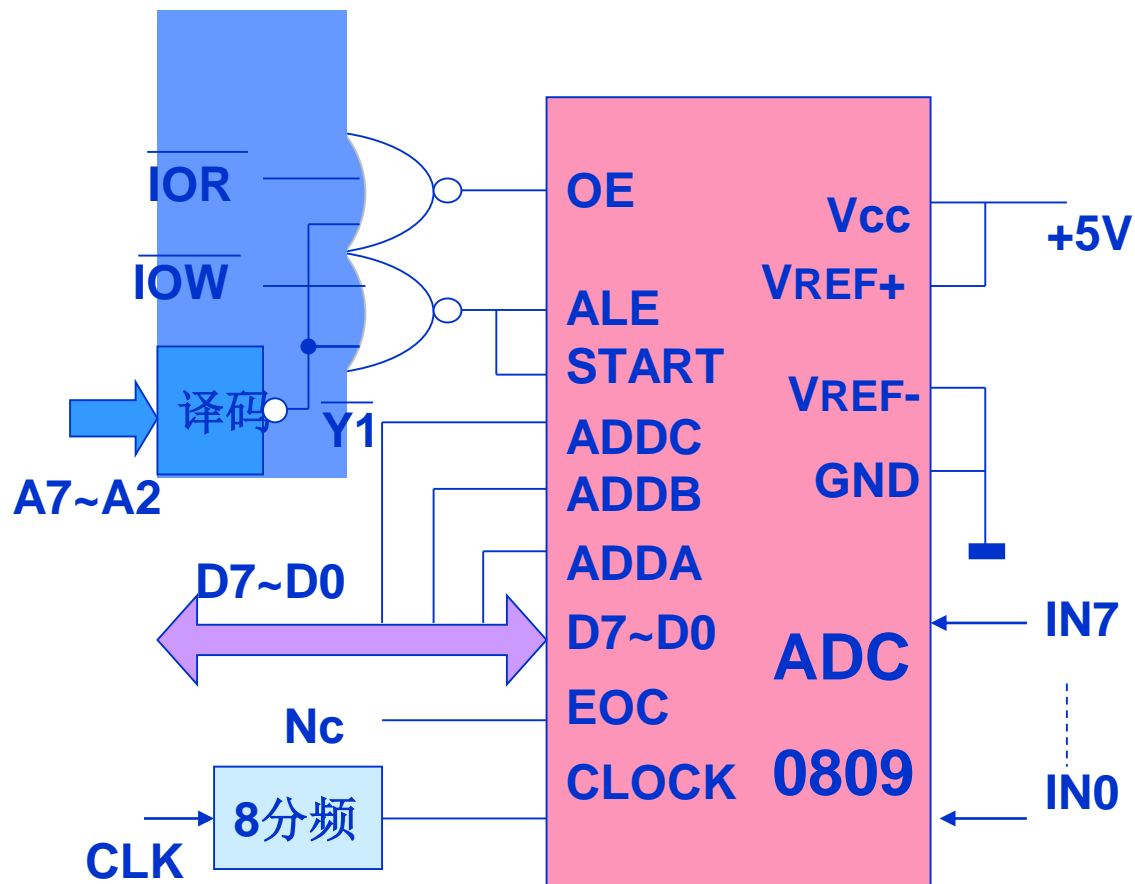 IOR
OE
Vcc
+5V
IOW
VREF+
ALE
START
VREF-
译码
Y1
ADDC
GND
A7~A2
ADDB
ADDA
D7~D0
D7~D0
IN7
ADC
EOC
Nc
0809
IN0
CLOCK
8分频
CLK